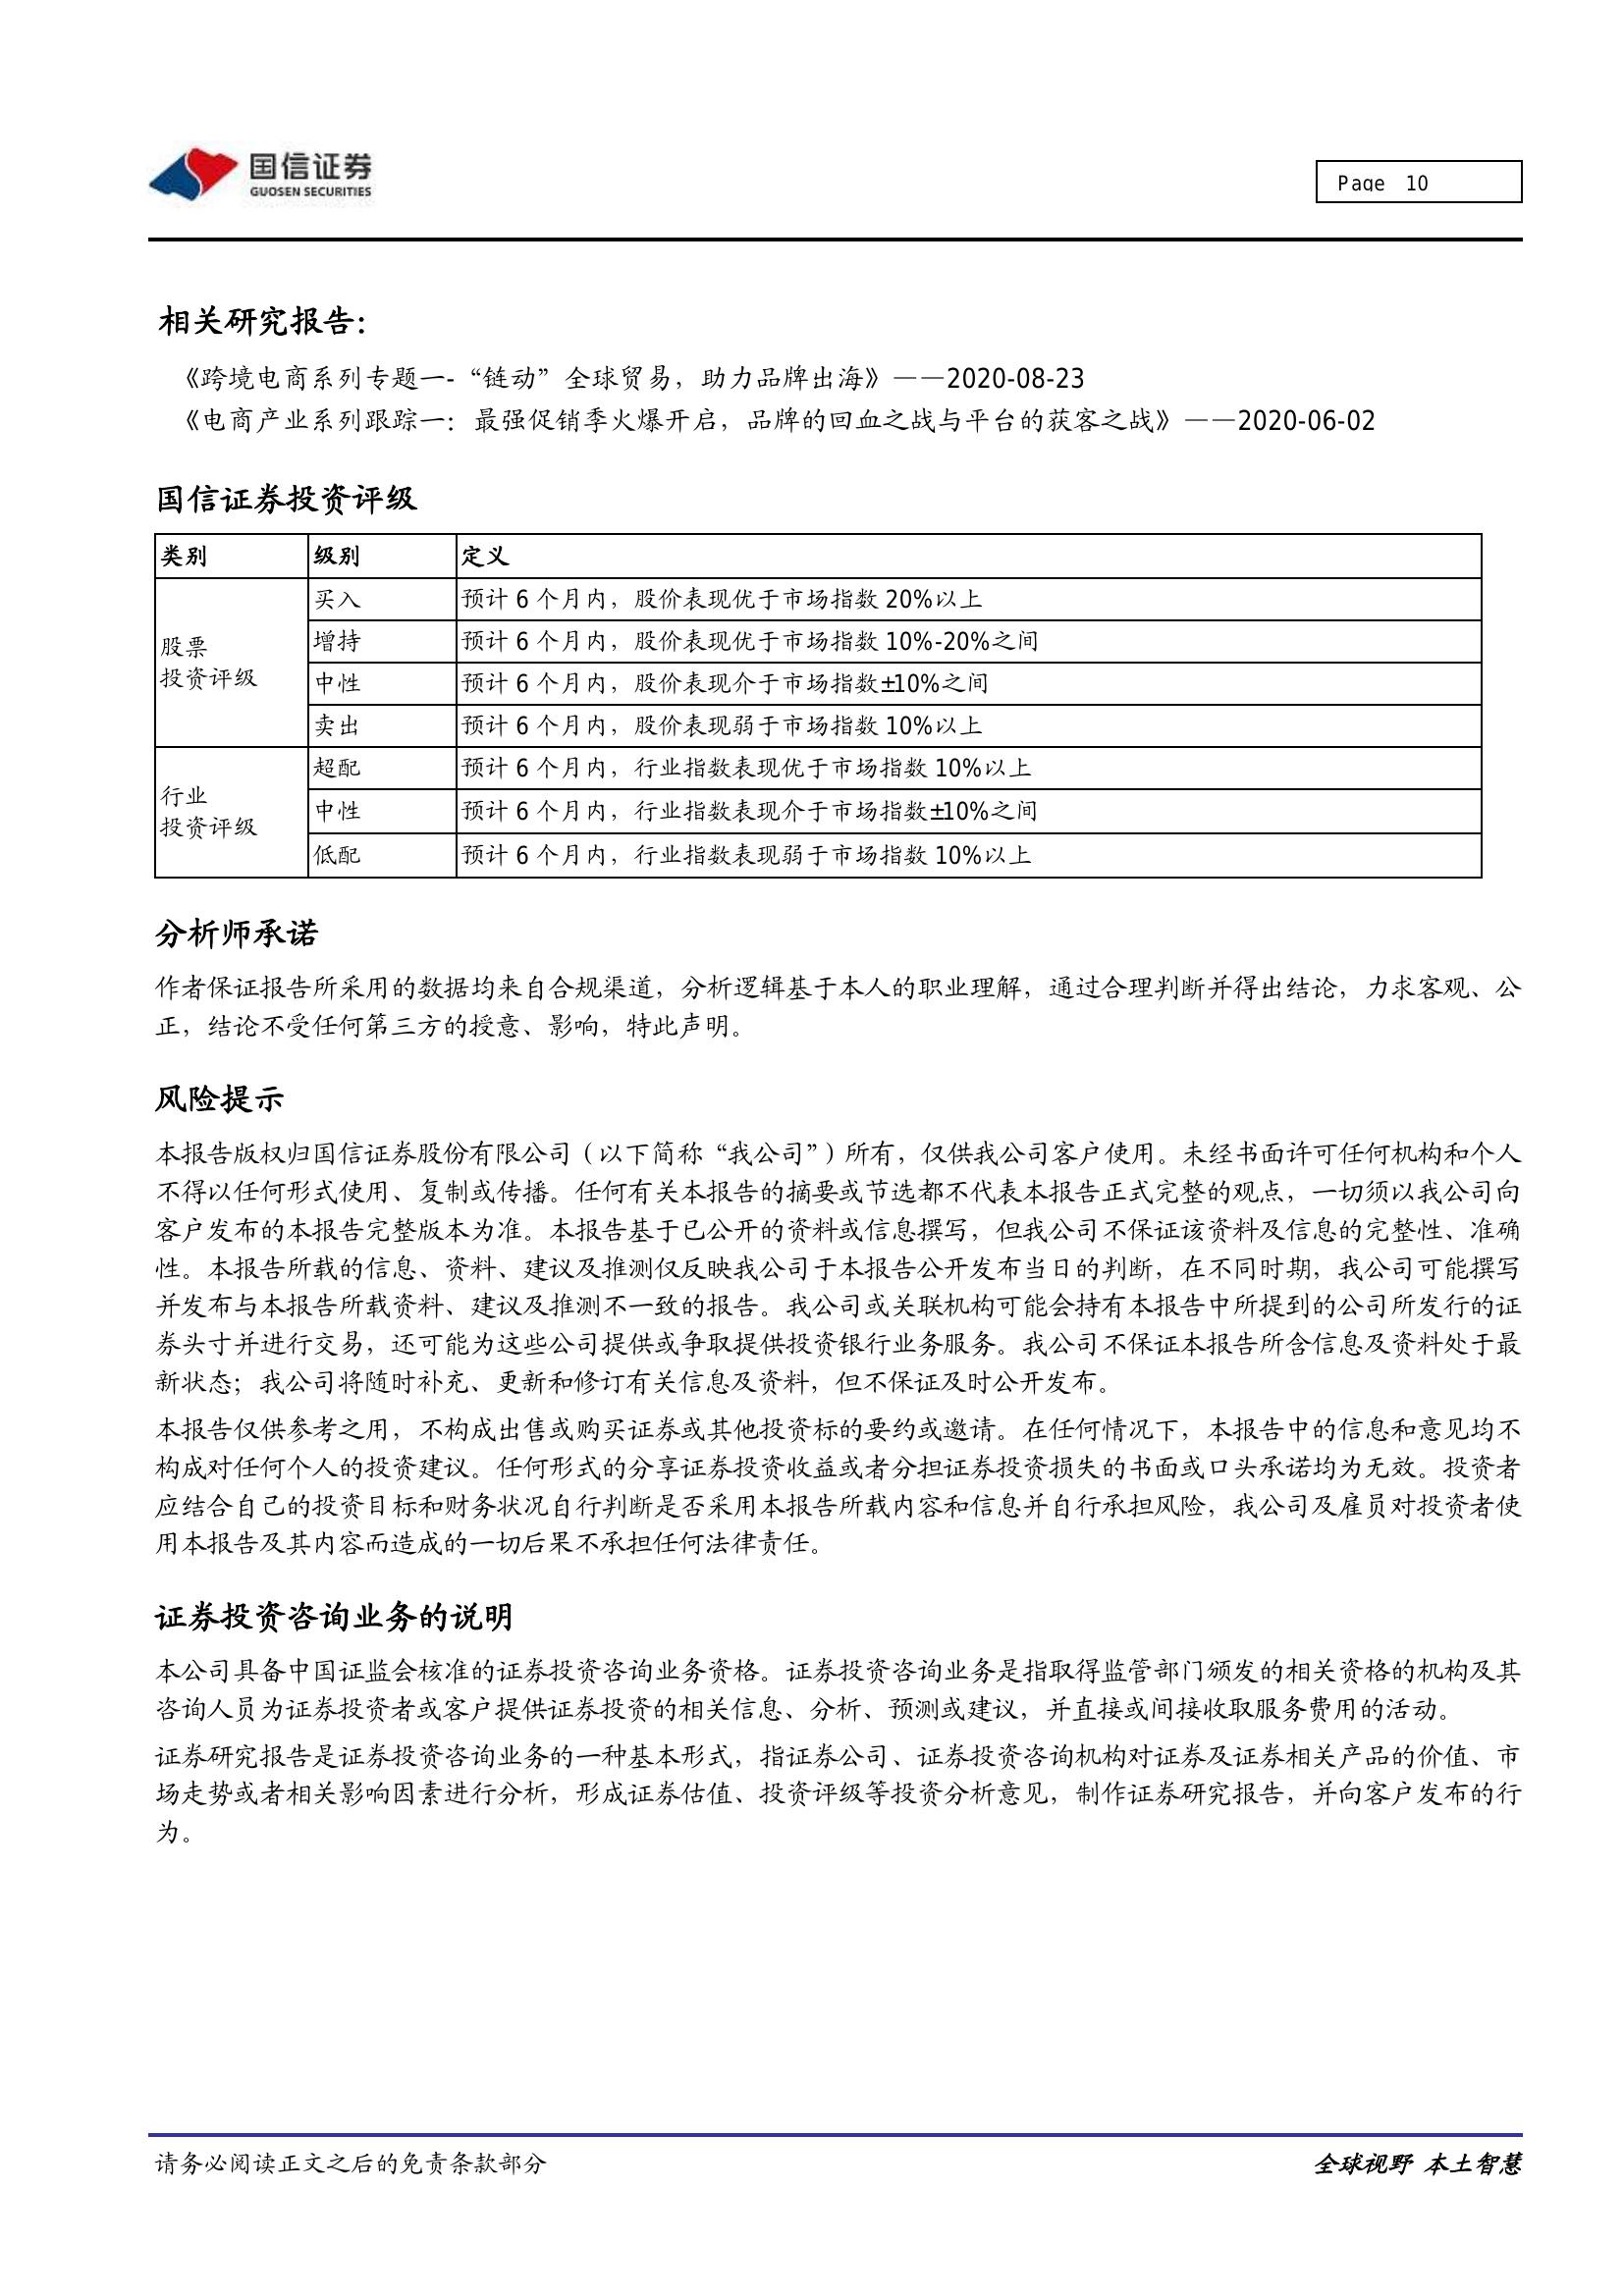 国信证券
GUOSEN SECURITIES
Page 10
相关研究报告：
《跨境电商系列专题一-“链动”全球贸易，助力品牌出海》——2020-08-23
《电商产业系列跟踪一：最强促销季火爆开启，品牌的回血之战与平台的获客之战》——2020-06-02
国信证券投资评级
类别 级别 定义
股票
投资评级
买入 预计 6 个月内，股价表现优于市场指数 20%以上
增持 预计 6 个月内，股价表现优于市场指数 10%-20%之间
中性 预计 6 个月内，股价表现介于市场指数±10%之间
卖出 预计 6 个月内，股价表现弱于市场指数 10%以上
行业
投资评级
超配 预计 6 个月内，行业指数表现优于市场指数 10%以上
中性 预计 6 个月内，行业指数表现介于市场指数±10%之间
低配 预计 6 个月内，行业指数表现弱于市场指数 10%以上
分析师承诺
作者保证报告所采用的数据均来自合规渠道，分析逻辑基于本人的职业理解，通过合理判断并得出结论，力求客观、公
正，结论不受任何第三方的授意、影响，特此声明。
风险提示
本报告版权归国信证券股份有限公司（以下简称“我公司”）所有，仅供我公司客户使用。未经书面许可任何机构和个人
不得以任何形式使用、复制或传播。任何有关本报告的摘要或节选都不代表本报告正式完整的观点，一切须以我公司向
客户发布的本报告完整版本为准。本报告基于已公开的资料或信息撰写，但我公司不保证该资料及信息的完整性、准确
性。本报告所载的信息、资料、建议及推测仅反映我公司于本报告公开发布当日的判断，在不同时期，我公司可能撰写
并发布与本报告所载资料、建议及推测不一致的报告。我公司或关联机构可能会持有本报告中所提到的公司所发行的证
券头寸并进行交易，还可能为这些公司提供或争取提供投资银行业务服务。我公司不保证本报告所含信息及资料处于最
新状态；我公司将随时补充、更新和修订有关信息及资料，但不保证及时公开发布。
本报告仅供参考之用，不构成出售或购买证券或其他投资标的要约或邀请。在任何情况下，本报告中的信息和意见均不
构成对任何个人的投资建议。任何形式的分享证券投资收益或者分担证券投资损失的书面或口头承诺均为无效。投资者
应结合自己的投资目标和财务状况自行判断是否采用本报告所载内容和信息并自行承担风险，我公司及雇员对投资者使
用本报告及其内容而造成的一切后果不承担任何法律责任。
证券投资咨询业务的说明
本公司具备中国证监会核准的证券投资咨询业务资格。证券投资咨询业务是指取得监管部门颁发的相关资格的机构及其
咨询人员为证券投资者或客户提供证券投资的相关信息、分析、预测或建议，并直接或间接收取服务费用的活动。
证券研究报告是证券投资咨询业务的一种基本形式，指证券公司、证券投资咨询机构对证券及证券相关产品的价值、市
场走势或者相关影响因素进行分析，形成证券估值、投资评级等投资分析意见，制作证券研究报告，并向客户发布的行
为。
请务必阅读正文之后的免责条款部分
全球视野 本土智慧